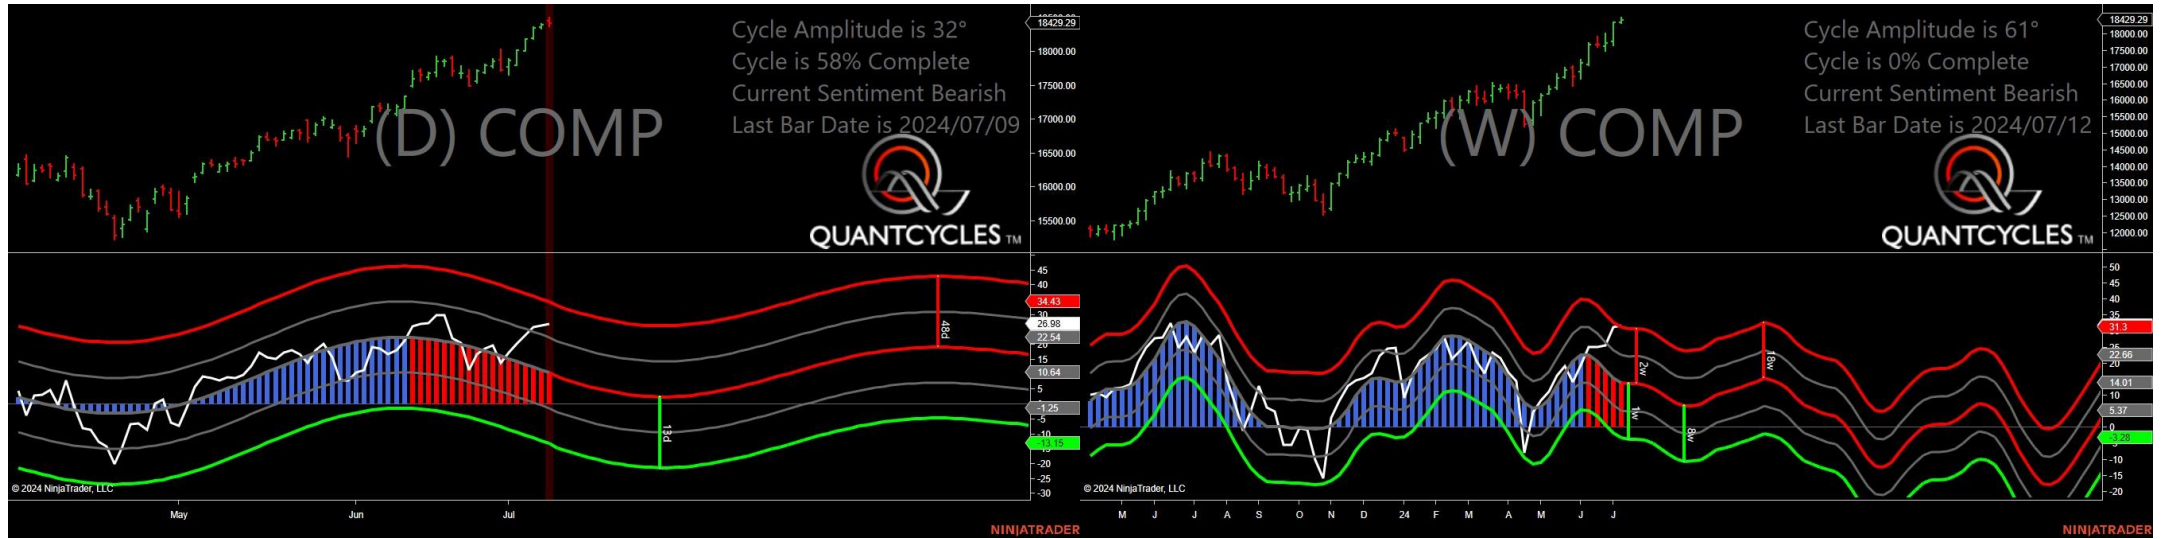 Cycle Amplitude is 32°
Cycle is 58% Complete
Current Sentiment Bearish
Last Bar Date is 2024/07/09
(D) COMP
QUANTCYCLES TM
18429.29
18000.00
17500.00
17000.00
16500.00
16000.00
15500.00
45
40
34.43
26.98
22.54
15
10.64
5
-1.25
-5
-13.15
-20
-25
-30
48d
13d
© 2024 NinjaTrader, LLC
May
Jun
Jul
NINJATRADER
Cycle Amplitude is 61°
Cycle is 0% Complete
Current Sentiment Bearish
Last Bar Date is 2024/07/12
(W) COMP
QUANTCYCLES TM
18429.29
18000.00
17500.00
17000.00
16500.00
16000.00
15500.00
15000.00
14500.00
14000.00
13500.00
13000.00
12500.00
12000.00
50
45
40
35
31.3
25
22.66
14.01
10
5.37
0
-3.28
-10
-15
-20
2w
18w
1w
8w
© 2024 NinjaTrader, LLC
M
J
J
A
S
O
N
D
24
F
M
A
M
J
J
NINJATRADER